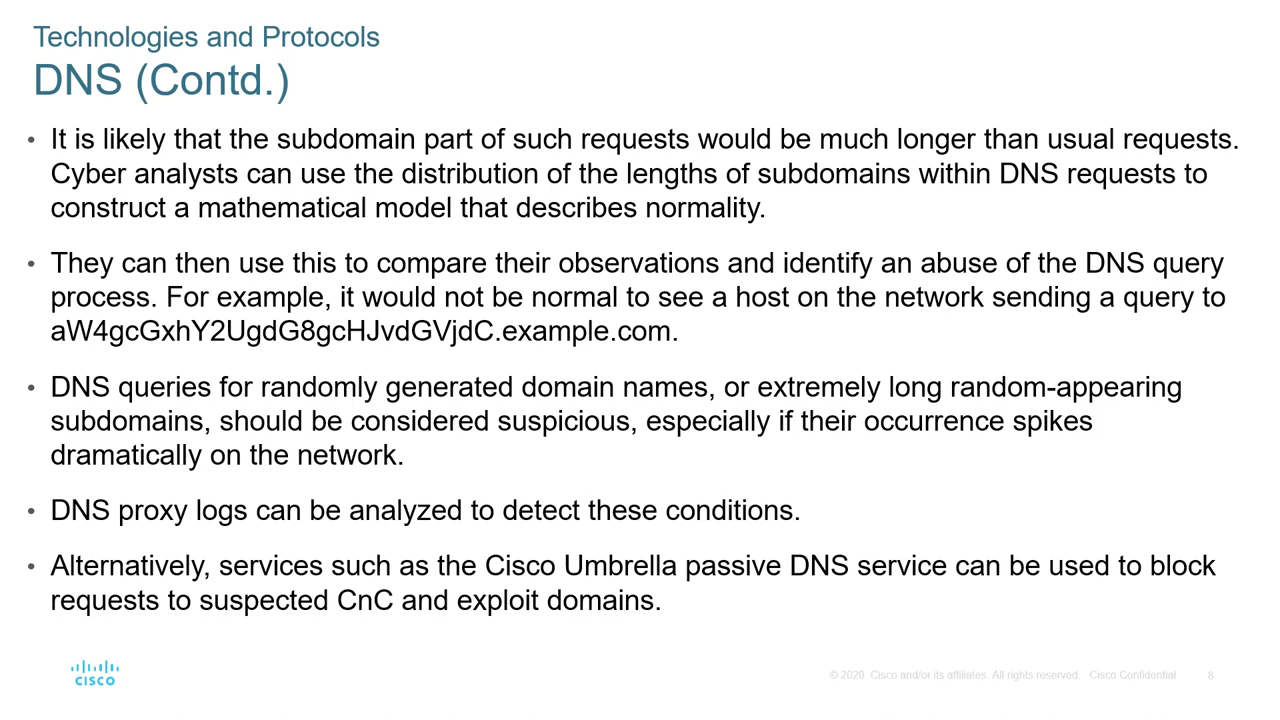 Technologies and Protocols
DNS (Contd.)
• It is likely that the subdomain part of such requests would be much longer than usual requests.
Cyber analysts can use the distribution of the lengths of subdomains within DNS requests to
construct a mathematical model that describes normality.
• They can then use this to compare their observations and identify an abuse of the DNS query
process. For example, it would not be normal to see a host on the network sending a query to
aW4gcGxhY2UgdG8gcHJvdGVjdC.example.com.
• DNS queries for randomly generated domain names, or extremely long random-appearing
subdomains, should be considered suspicious, especially if their occurrence spikes
dramatically on the network.
• DNS proxy logs can be analyzed to detect these conditions.
• Alternatively, services such as the Cisco Umbrella passive DNS service can be used to block
requests to suspected CnC and exploit domains.
CISCO
© 2020 Cisco and/or its affiliates. All rights reserved. Cisco Confidential 8